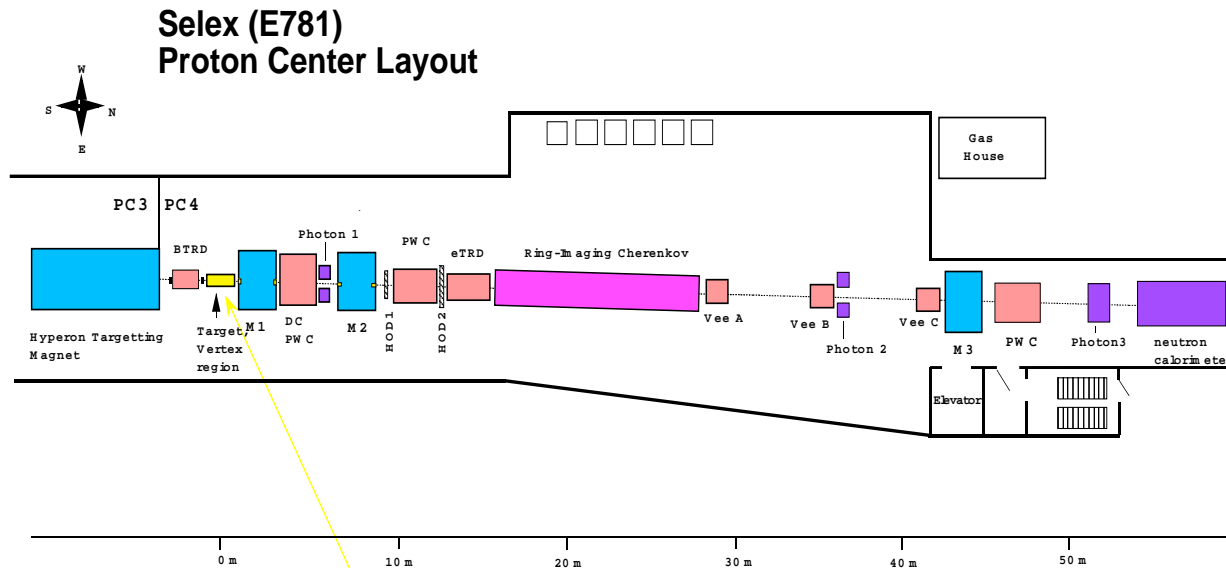 Selex (E781)
Proton Center Layout
W
S
N
E
Gas
House
PC3
PC4
BTRD
Photon 1
PWC
eTRD
Ring-Imaging Cherenkov
Hyperon Targetting
Magnet
Target,
Vertex
region
M1
DC
PWC
M2
HOD1
HOD2
Vee A
Vee B
Photon 2
Vee C
M3
PWC
Photon3
neutron
calorimete
Elevator
0 m
10 m
20 m
30 m
40 m
50 m